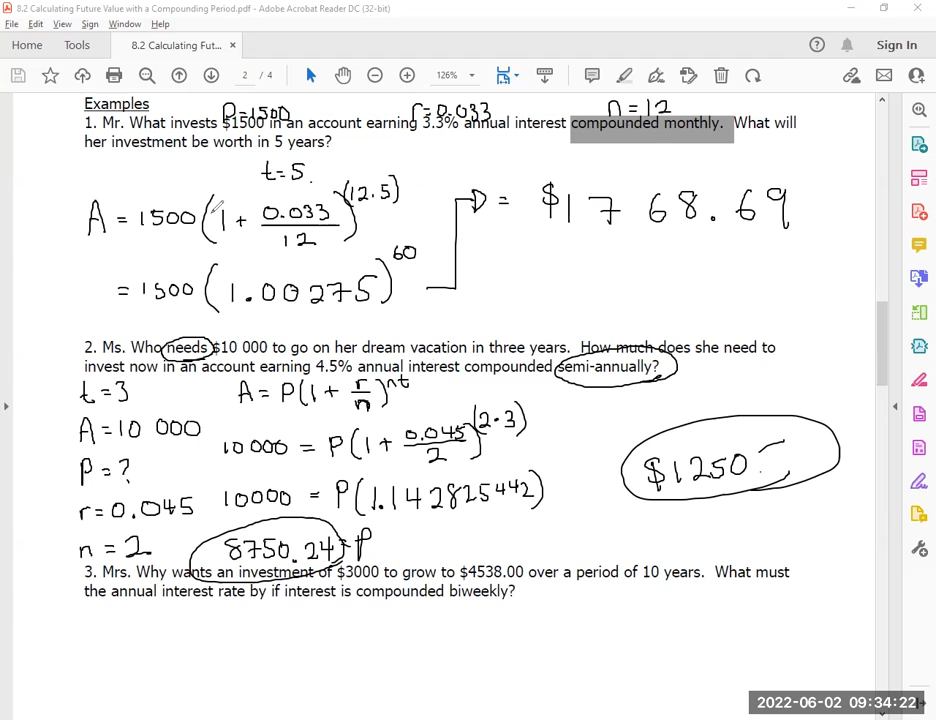 8.2 Calculating Future Value with a Compounding Period.pdf - Adobe Acrobat Reader DC (32-bit)
File Edit View Sign Window Help
Home Tools 8.2 Calculating Fut... × Sign In
2 / 4 126%
Examples
P=1500 r=0.033 n=12
1. Mr. What invests $1500 in an account earning 3.3% annual interest compounded monthly. What will
her investment be worth in 5 years?
t=5.
A = 1500(1 + 0.033/12)^(12·5) = $1768.69
= 1500(1.00275)^60
2. Ms. Who needs $10 000 to go on her dream vacation in three years. How much does she need to
invest now in an account earning 4.5% annual interest compounded semi-annually?
t=3 A = P(1 + r/n)^nt
A = 10 000
10000 = P(1 + 0.045/2)^(2·3)
P = ?
$1250
r = 0.045 10000 = P(1.142825442)
n = 2. 8750.24 = P
3. Mrs. Why wants an investment of $3000 to grow to $4538.00 over a period of 10 years. What must
the annual interest rate by if interest is compounded biweekly?
2022-06-02 09:34:22